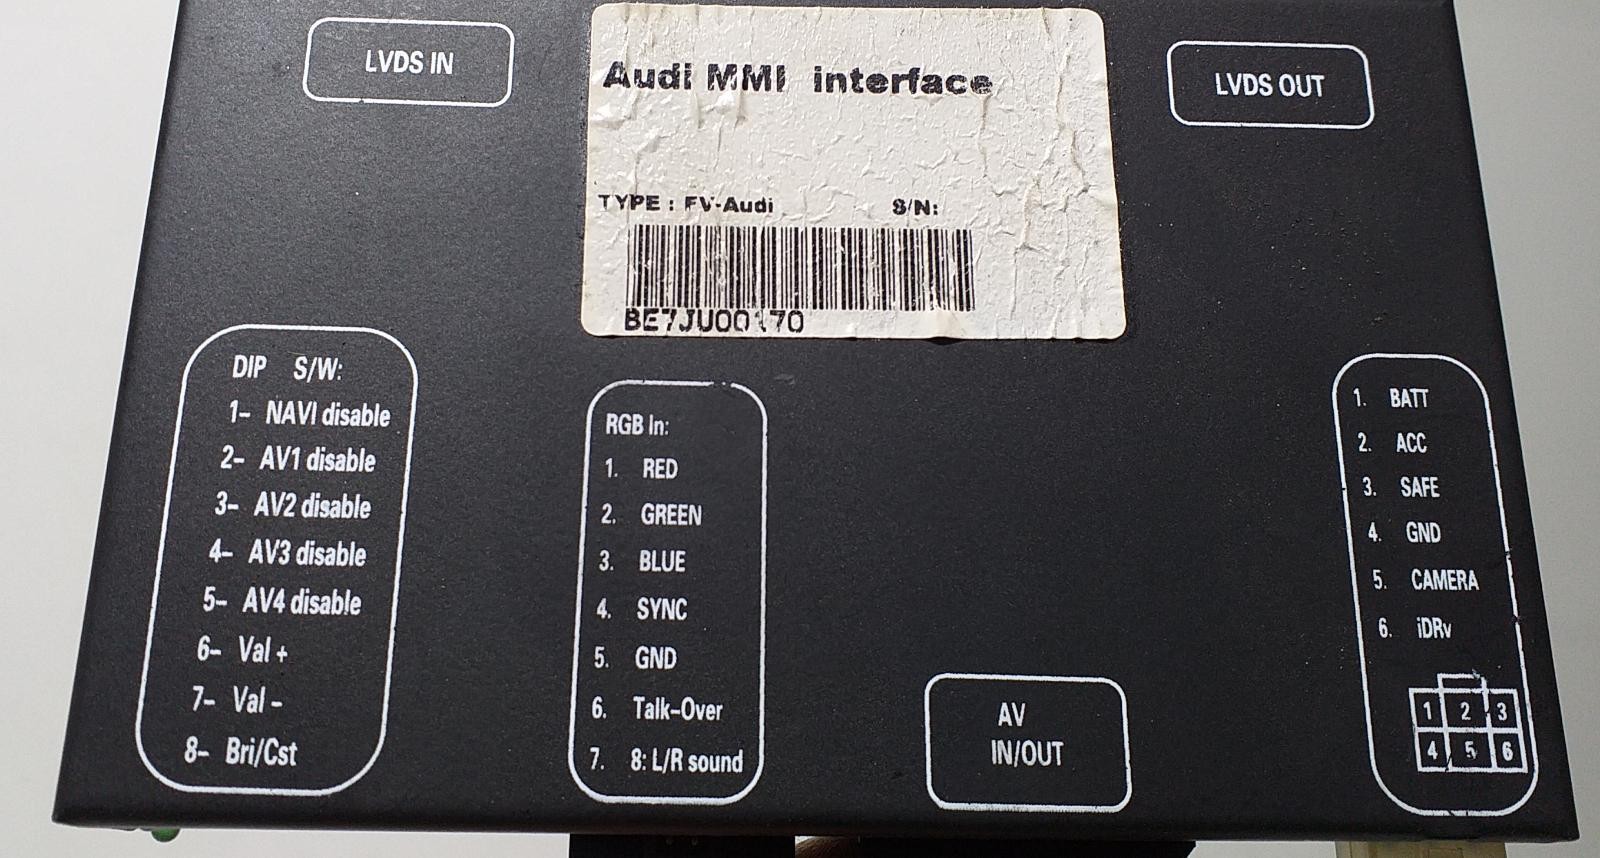 LVDS IN
Audi MMI interface
LVDS OUT
TYPE : FV-Audi S/N:
BE7JU00170
DIP S/W:
1- NAVI disable
2- AV1 disable
3- AV2 disable
4- AV3 disable
5- AV4 disable
6- Val +
7- Val -
8- Bri/Cst
RGB In:
1. RED
2. GREEN
3. BLUE
4. SYNC
5. GND
6. Talk-Over
7. 8: L/R sound
AV
IN/OUT
1. BATT
2. ACC
3. SAFE
4. GND
5. CAMERA
6. iDRv
1 2 3
4 5 6